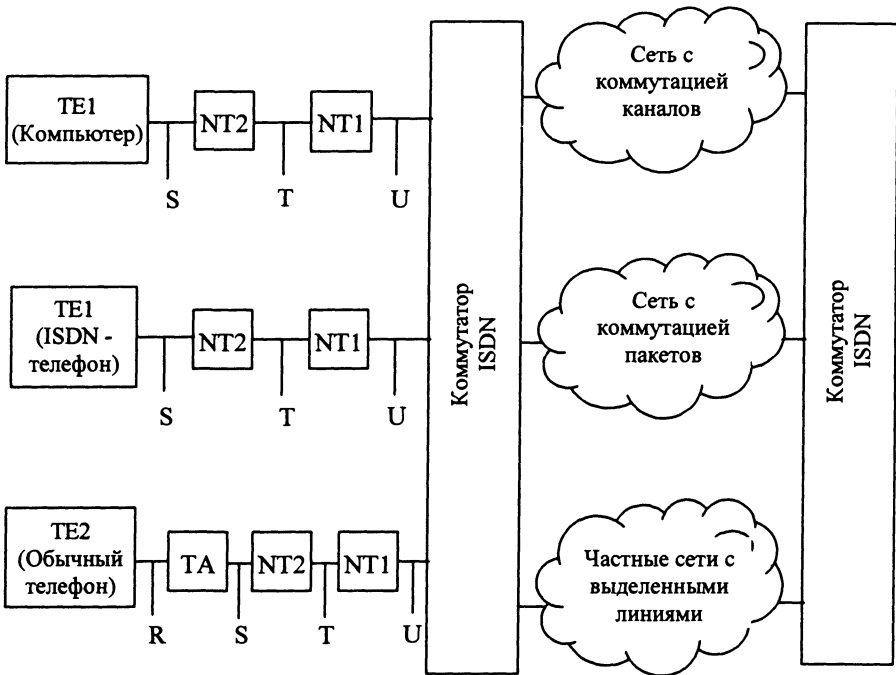 TE1
(Компьютер)
NT2
NT1
S
T
U
TE1
(ISDN -
телефон)
NT2
NT1
S
T
U
TE2
(Обычный
телефон)
TA
NT2
NT1
R
S
T
U
Коммутатор
ISDN
Сеть с
коммутацией
каналов
Сеть с
коммутацией
пакетов
Частные сети с
выделенными
линиями
Коммутатор
ISDN